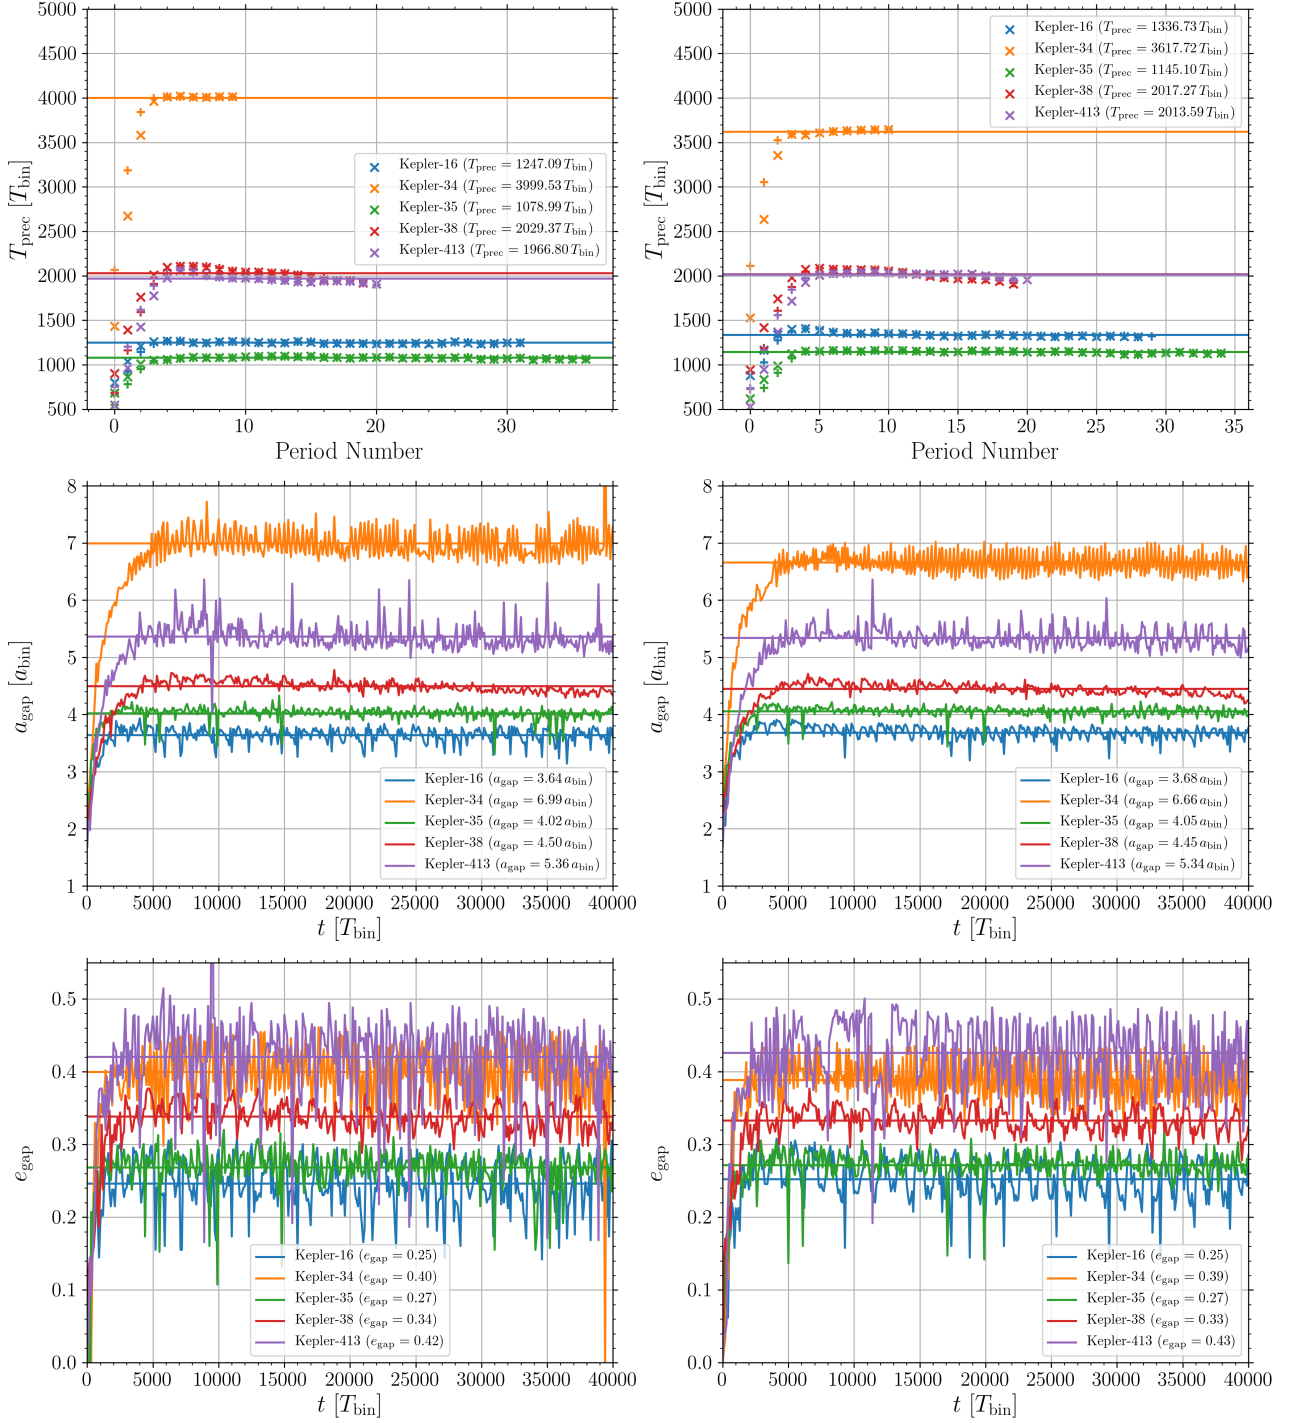 5000
4500
4000
3500
3000
2500
2000
1500
1000
500
T_prec [T_bin]
Kepler-16 (T_prec = 1247.09 T_bin)
Kepler-34 (T_prec = 3999.53 T_bin)
Kepler-35 (T_prec = 1078.99 T_bin)
Kepler-38 (T_prec = 2029.37 T_bin)
Kepler-413 (T_prec = 1966.80 T_bin)
0 10 20 30
Period Number
5000
4500
4000
3500
3000
2500
2000
1500
1000
500
T_prec [T_bin]
Kepler-16 (T_prec = 1336.73 T_bin)
Kepler-34 (T_prec = 3617.72 T_bin)
Kepler-35 (T_prec = 1145.10 T_bin)
Kepler-38 (T_prec = 2017.27 T_bin)
Kepler-413 (T_prec = 2013.59 T_bin)
0 5 10 15 20 25 30 35
Period Number
8
7
6
5
4
3
2
1
a_gap [a_bin]
Kepler-16 (a_gap = 3.64 a_bin)
Kepler-34 (a_gap = 6.99 a_bin)
Kepler-35 (a_gap = 4.02 a_bin)
Kepler-38 (a_gap = 4.50 a_bin)
Kepler-413 (a_gap = 5.36 a_bin)
0 5000 10000 15000 20000 25000 30000 35000 40000
t [T_bin]
8
7
6
5
4
3
2
1
a_gap [a_bin]
Kepler-16 (a_gap = 3.68 a_bin)
Kepler-34 (a_gap = 6.66 a_bin)
Kepler-35 (a_gap = 4.05 a_bin)
Kepler-38 (a_gap = 4.45 a_bin)
Kepler-413 (a_gap = 5.34 a_bin)
0 5000 10000 15000 20000 25000 30000 35000 40000
t [T_bin]
0.5
0.4
0.3
0.2
0.1
0.0
e_gap
Kepler-16 (e_gap = 0.25)
Kepler-34 (e_gap = 0.40)
Kepler-35 (e_gap = 0.27)
Kepler-38 (e_gap = 0.34)
Kepler-413 (e_gap = 0.42)
0 5000 10000 15000 20000 25000 30000 35000 40000
t [T_bin]
0.5
0.4
0.3
0.2
0.1
0.0
e_gap
Kepler-16 (e_gap = 0.25)
Kepler-34 (e_gap = 0.39)
Kepler-35 (e_gap = 0.27)
Kepler-38 (e_gap = 0.33)
Kepler-413 (e_gap = 0.43)
0 5000 10000 15000 20000 25000 30000 35000 40000
t [T_bin]